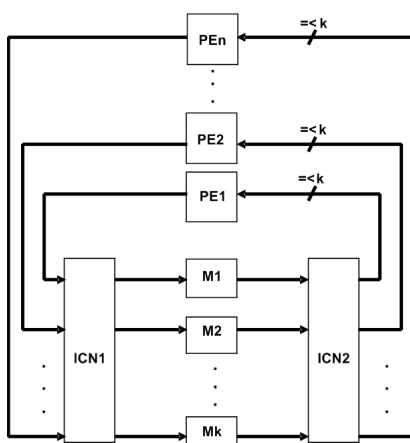 PEn
=<k
PE2
=<k
PE1
=<k
ICN1
M1
ICN2
M2
Mk